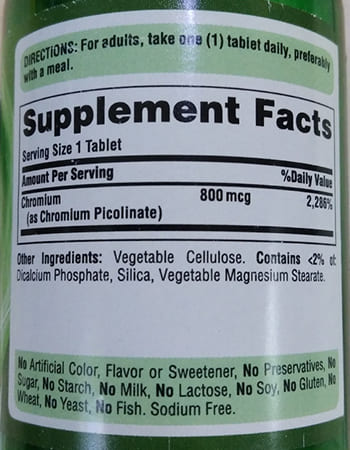 DIRECTIONS: For adults, take one (1) tablet daily, preferably
with a meal.
Supplement Facts
Serving Size 1 Tablet
Amount Per Serving %Daily Value
Chromium 800 mcg 2,286%
(as Chromium Picolinate)
Other Ingredients: Vegetable Cellulose. Contains <2% of:
Dicalcium Phosphate, Silica, Vegetable Magnesium Stearate.
No Artificial Color, Flavor or Sweetener, No Preservatives, No
Sugar, No Starch, No Milk, No Lactose, No Soy, No Gluten, No
Wheat, No Yeast, No Fish. Sodium Free.